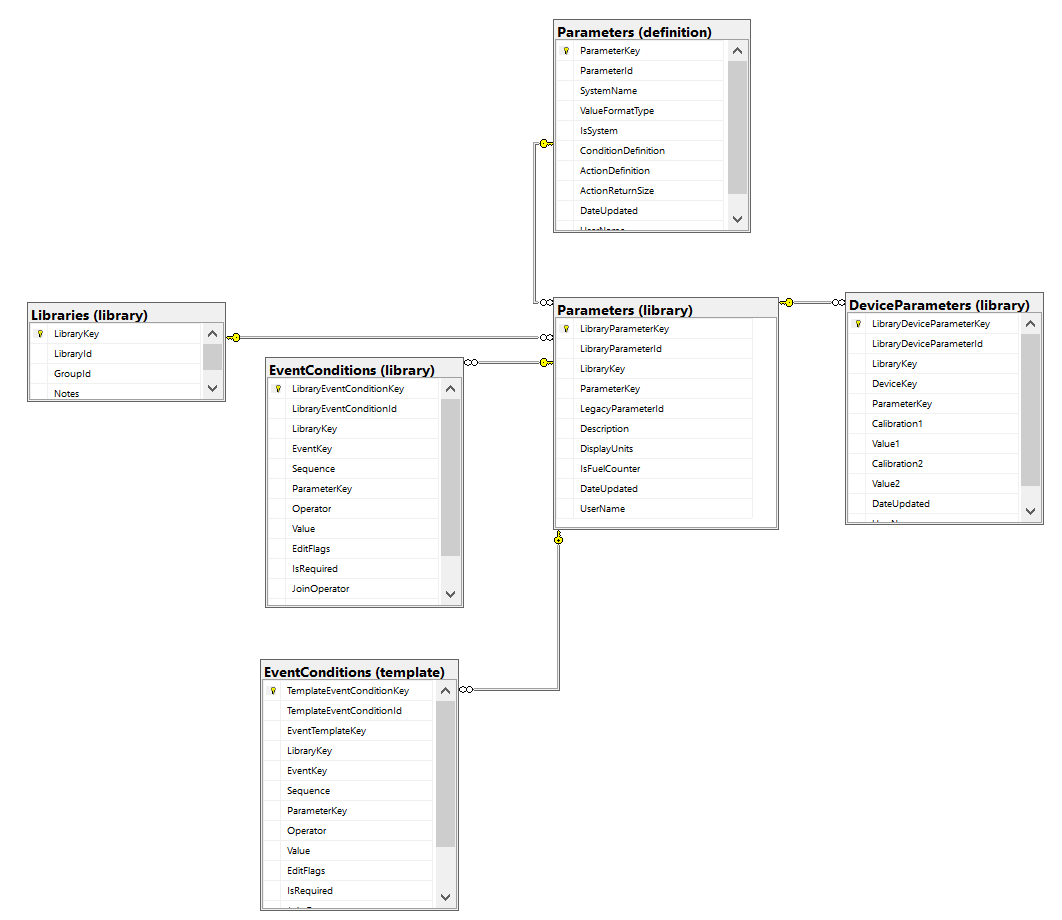 Parameters (definition)
ParameterKey
ParameterId
SystemName
ValueFormatType
IsSystem
ConditionDefinition
ActionDefinition
ActionReturnSize
DateUpdated
Libraries (library)
LibraryKey
LibraryId
GroupId
Notes
EventConditions (library)
LibraryEventConditionKey
LibraryEventConditionId
LibraryKey
EventKey
Sequence
ParameterKey
Operator
Value
EditFlags
IsRequired
JoinOperator
Parameters (library)
LibraryParameterKey
LibraryParameterId
LibraryKey
ParameterKey
LegacyParameterId
Description
DisplayUnits
IsFuelCounter
DateUpdated
UserName
DeviceParameters (library)
LibraryDeviceParameterKey
LibraryDeviceParameterId
LibraryKey
DeviceKey
ParameterKey
Calibration1
Value1
Calibration2
Value2
DateUpdated
EventConditions (template)
TemplateEventConditionKey
TemplateEventConditionId
EventTemplateKey
LibraryKey
EventKey
Sequence
ParameterKey
Operator
Value
EditFlags
IsRequired